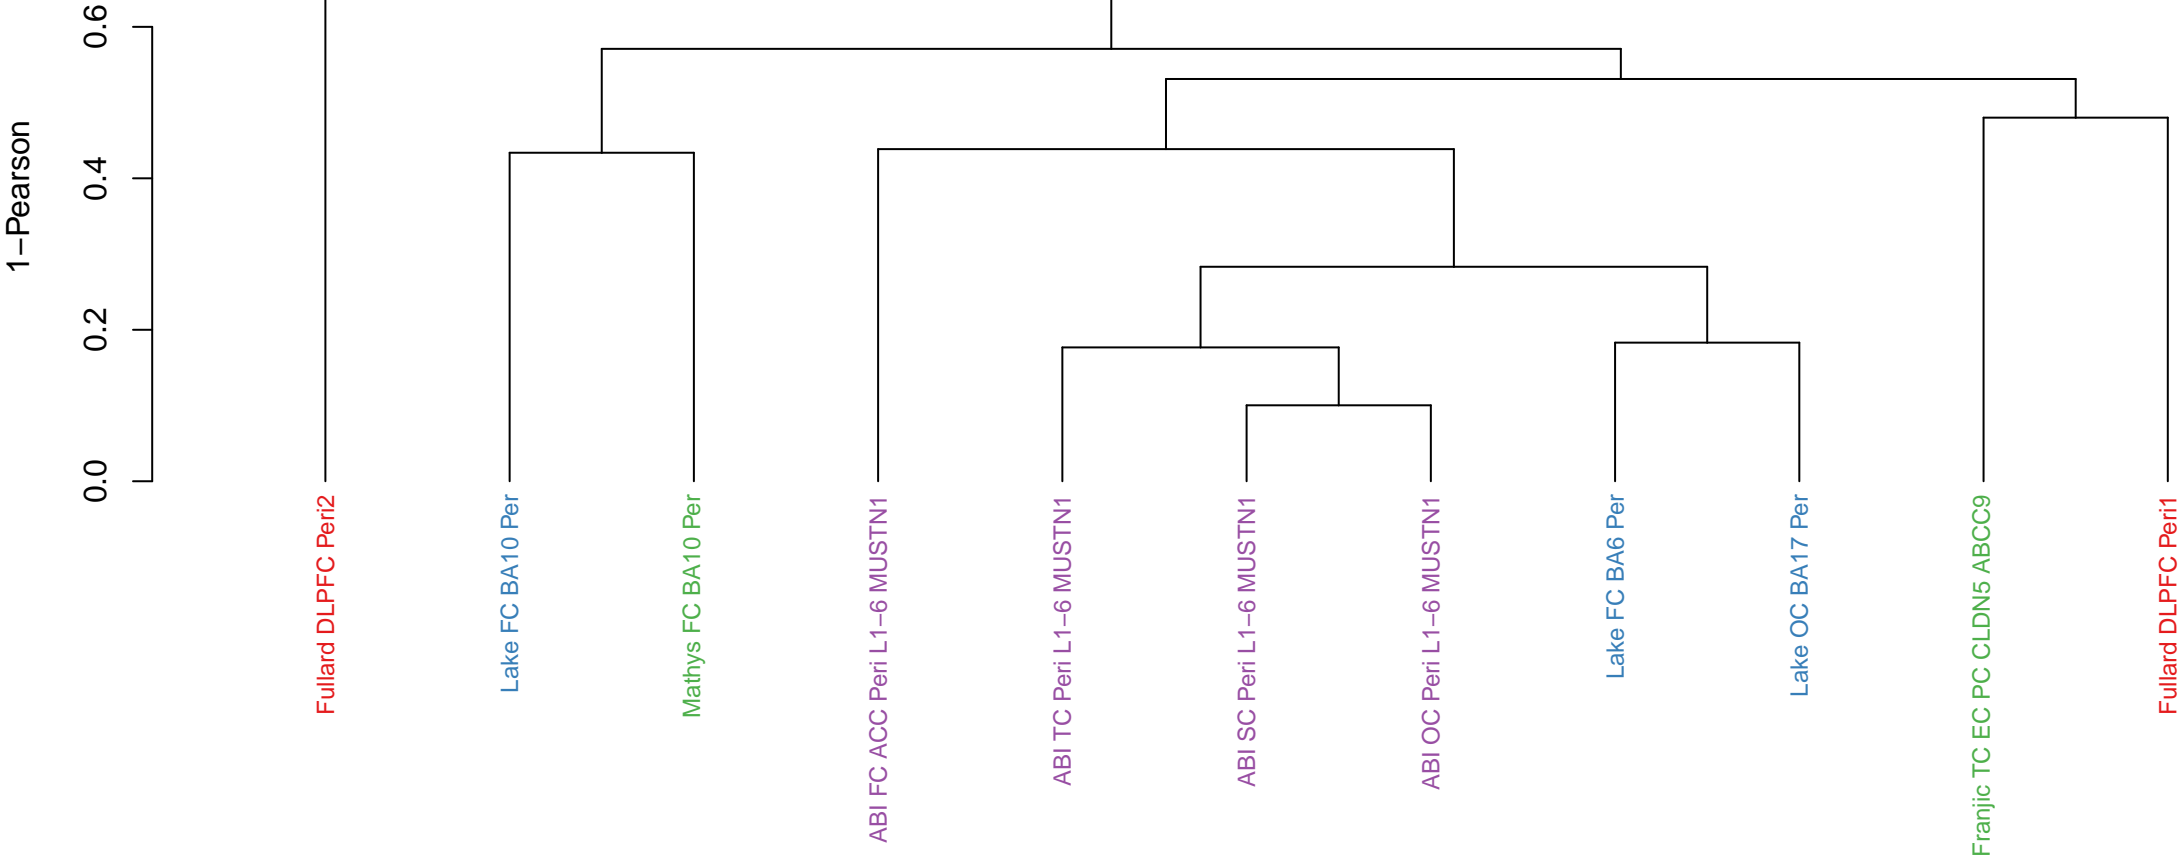 1−Pearson
0.6
0.4
0.2
0.0
Fullard DLPFC Peri2
Lake FC BA10 Per
Mathys FC BA10 Per
ABI FC ACC Peri L1−6 MUSTN1
ABI TC Peri L1−6 MUSTN1
ABI SC Peri L1−6 MUSTN1
ABI OC Peri L1−6 MUSTN1
Lake FC BA6 Per
Lake OC BA17 Per
Franjic TC EC PC CLDN5 ABCC9
Fullard DLPFC Peri1